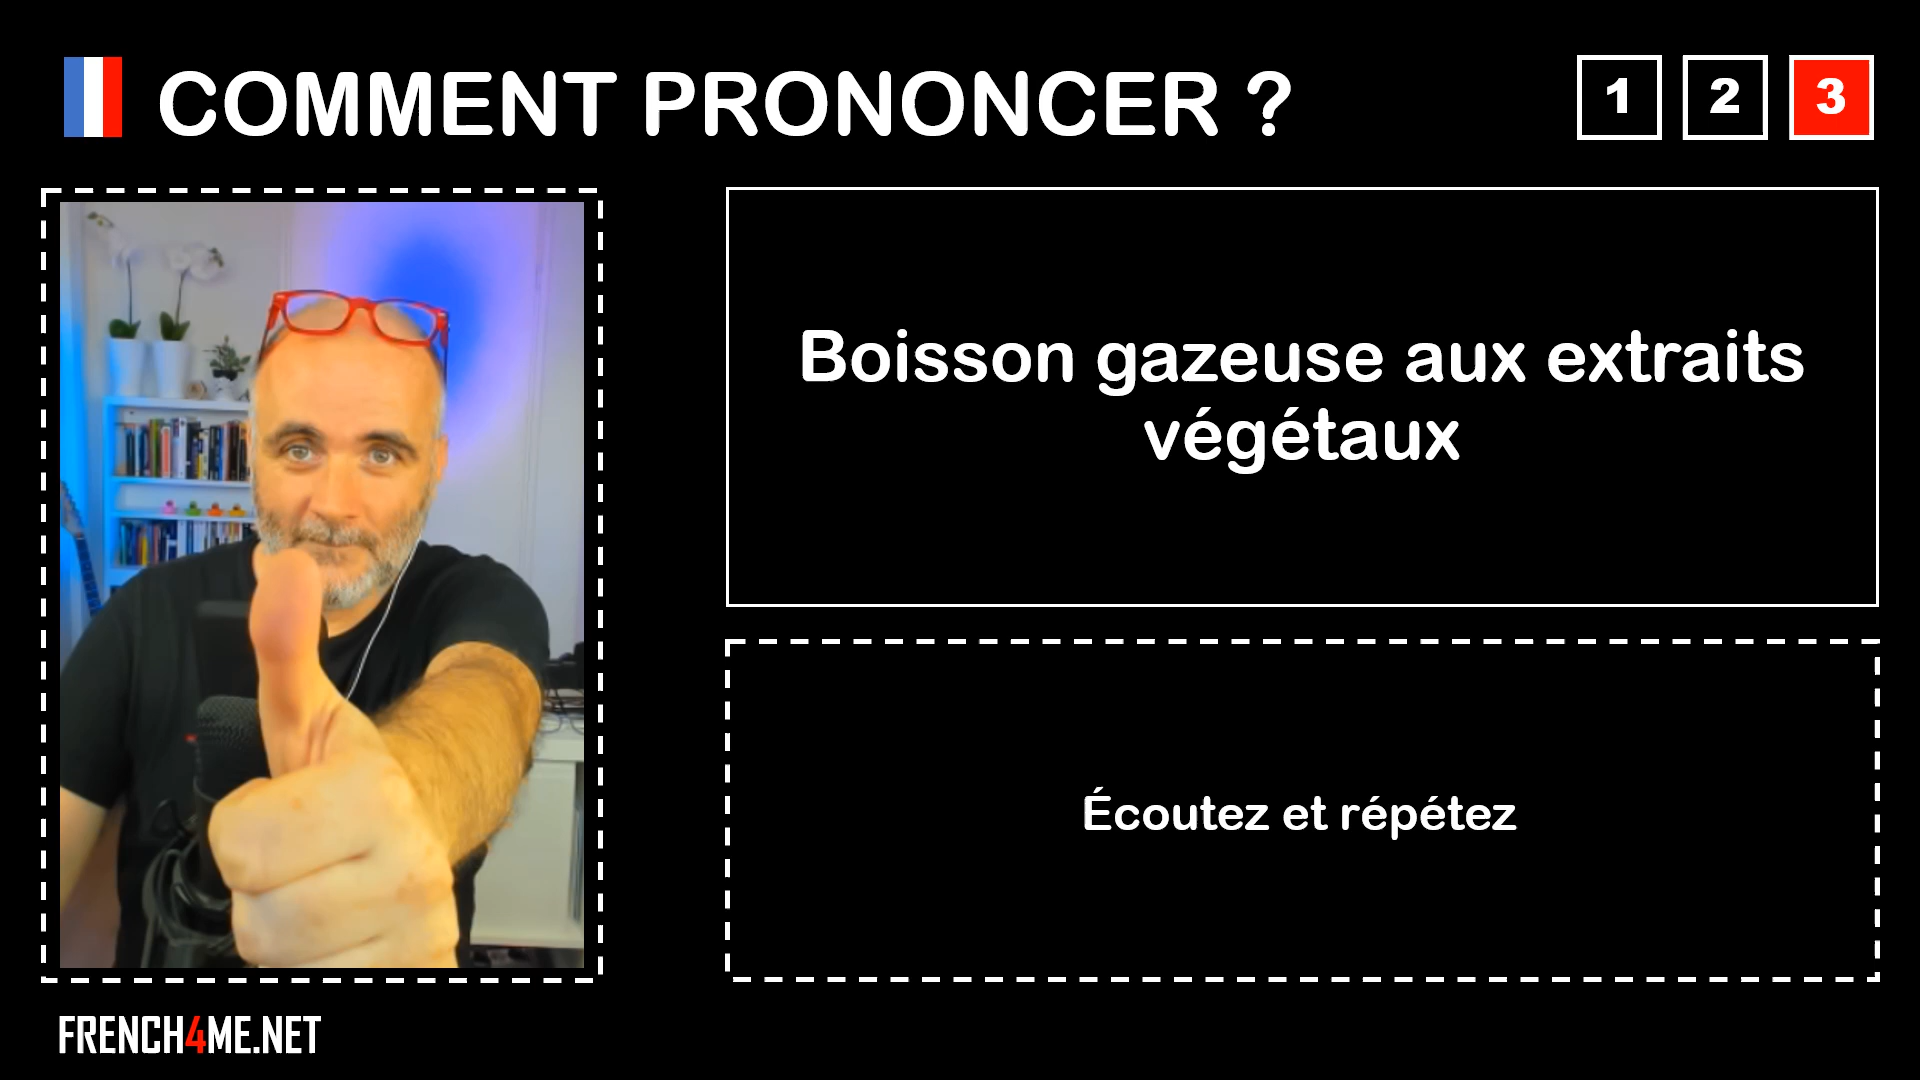 COMMENT PRONONCER ?
1 2 3
Boisson gazeuse aux extraits
végétaux
Écoutez et répétez
FRENCH4ME.NET